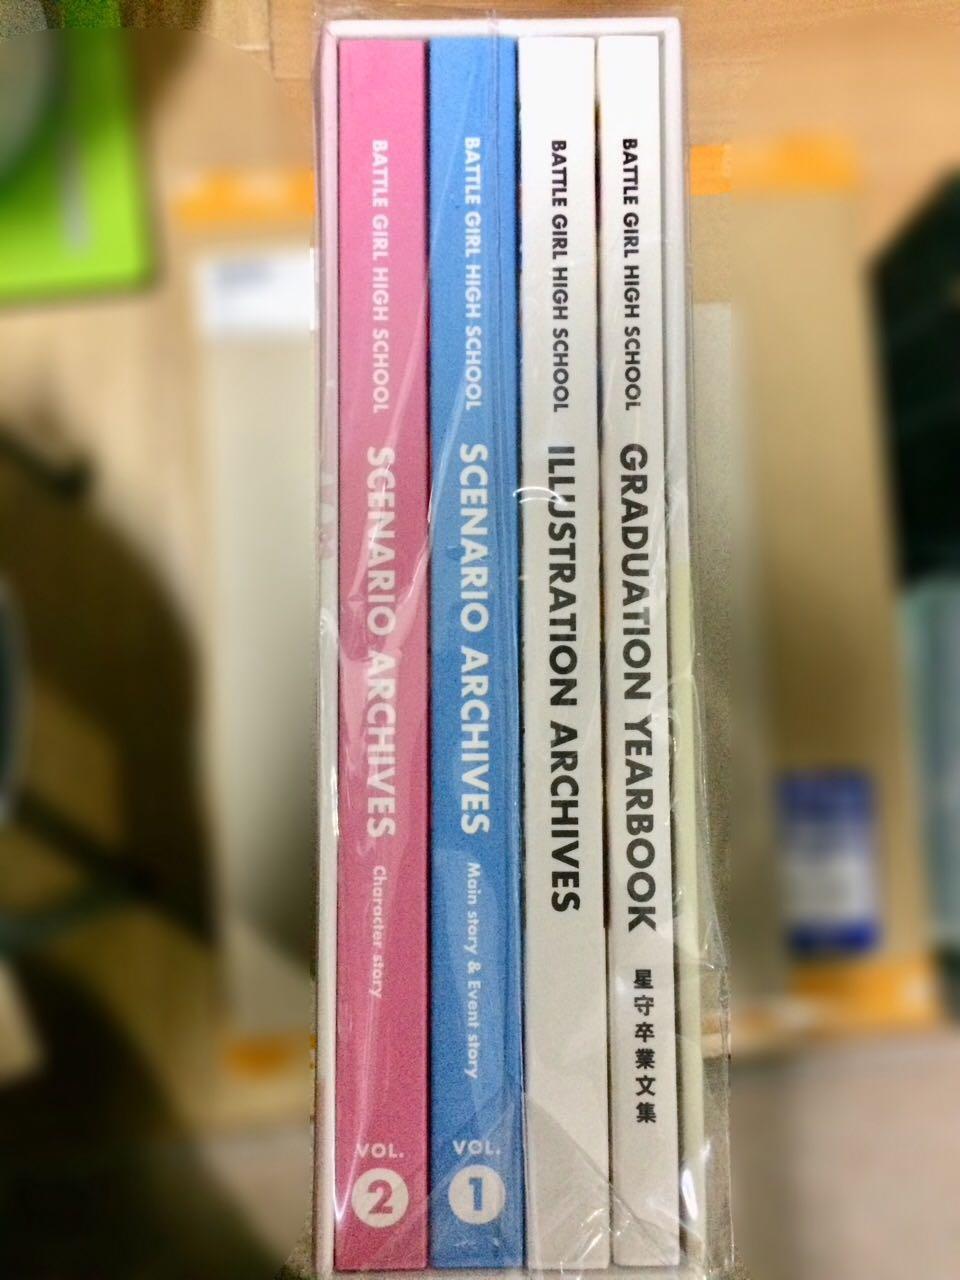 BATTLE GIRL HIGH SCHOOL SCENARIO ARCHIVES Character story VOL. 2
BATTLE GIRL HIGH SCHOOL SCENARIO ARCHIVES Main story & Event story VOL. 1
BATTLE GIRL HIGH SCHOOL ILLUSTRATION ARCHIVES
BATTLE GIRL HIGH SCHOOL GRADUATION YEARBOOK 星守卒業文集